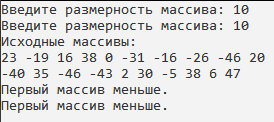 Введите размерность массива: 10
Введите размерность массива: 10
Исходные массивы:
23 -19 16 38 0 -31 -16 -26 -46 20
-40 35 -46 -43 2 30 -5 38 6 47
Первый массив меньше.
Первый массив меньше.